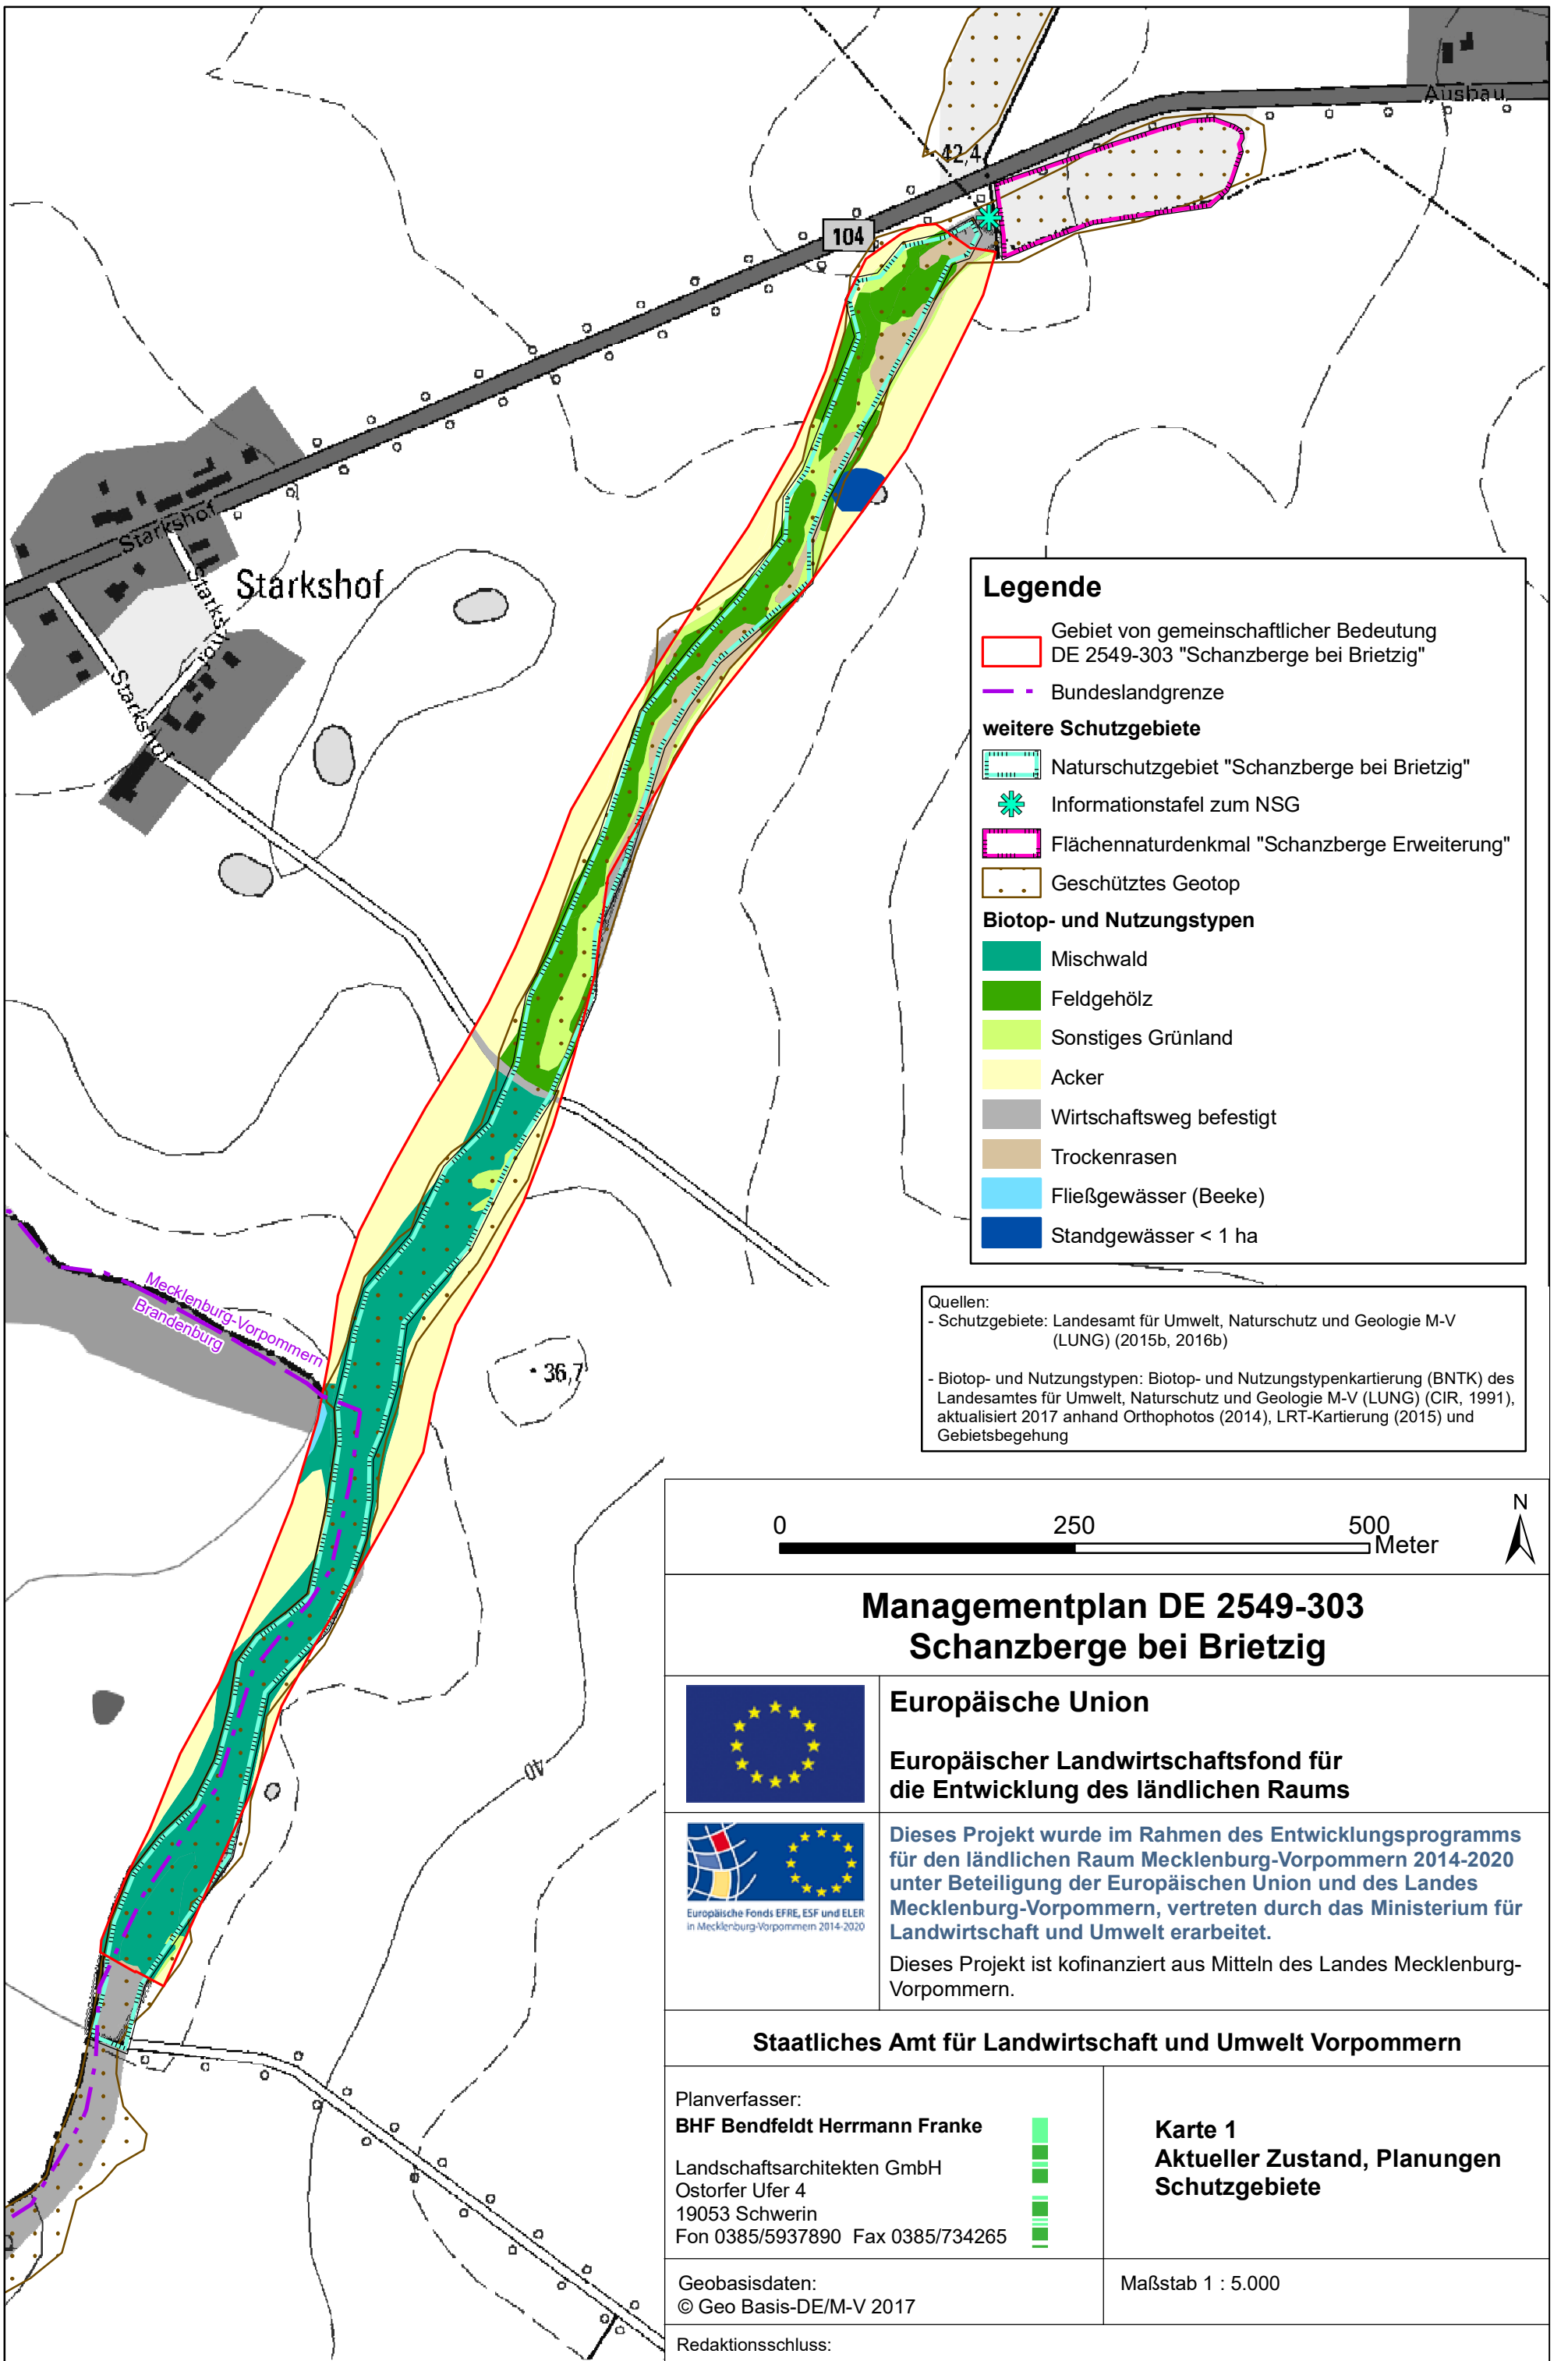 Ausbau
42,4
104
Starkshof
Starkshof
Starkshof
Starkshof
Legende
Gebiet von gemeinschaftlicher Bedeutung
DE 2549-303 "Schanzberge bei Brietzig"
Bundeslandgrenze
weitere Schutzgebiete
Naturschutzgebiet "Schanzberge bei Brietzig"
Informationstafel zum NSG
Flächennaturdenkmal "Schanzberge Erweiterung"
Geschütztes Geotop
Biotop- und Nutzungstypen
Mischwald
Feldgehölz
Sonstiges Grünland
Acker
Wirtschaftsweg befestigt
Trockenrasen
Fließgewässer (Beeke)
Standgewässer < 1 ha
Mecklenburg-Vorpommern
Brandenburg
36,7
Quellen:
- Schutzgebiete: Landesamt für Umwelt, Naturschutz und Geologie M-V
(LUNG) (2015b, 2016b)
- Biotop- und Nutzungstypen: Biotop- und Nutzungstypenkartierung (BNTK) des
Landesamtes für Umwelt, Naturschutz und Geologie M-V (LUNG) (CIR, 1991),
aktualisiert 2017 anhand Orthophotos (2014), LRT-Kartierung (2015) und
Gebietsbegehung
0 250 500
Meter
N
40
Managementplan DE 2549-303
Schanzberge bei Brietzig
Europäische Union
Europäischer Landwirtschaftsfond für
die Entwicklung des ländlichen Raums
Europäische Fonds EFRE, ESF und ELER
in Mecklenburg-Vorpommern 2014-2020
Dieses Projekt wurde im Rahmen des Entwicklungsprogramms
für den ländlichen Raum Mecklenburg-Vorpommern 2014-2020
unter Beteiligung der Europäischen Union und des Landes
Mecklenburg-Vorpommern, vertreten durch das Ministerium für
Landwirtschaft und Umwelt erarbeitet.
Dieses Projekt ist kofinanziert aus Mitteln des Landes Mecklenburg-
Vorpommern.
Staatliches Amt für Landwirtschaft und Umwelt Vorpommern
Planverfasser:
BHF Bendfeldt Herrmann Franke
Landschaftsarchitekten GmbH
Ostorfer Ufer 4
19053 Schwerin
Fon 0385/5937890 Fax 0385/734265
Karte 1
Aktueller Zustand, Planungen
Schutzgebiete
Geobasisdaten:
© Geo Basis-DE/M-V 2017
Maßstab 1 : 5.000
Redaktionsschluss: